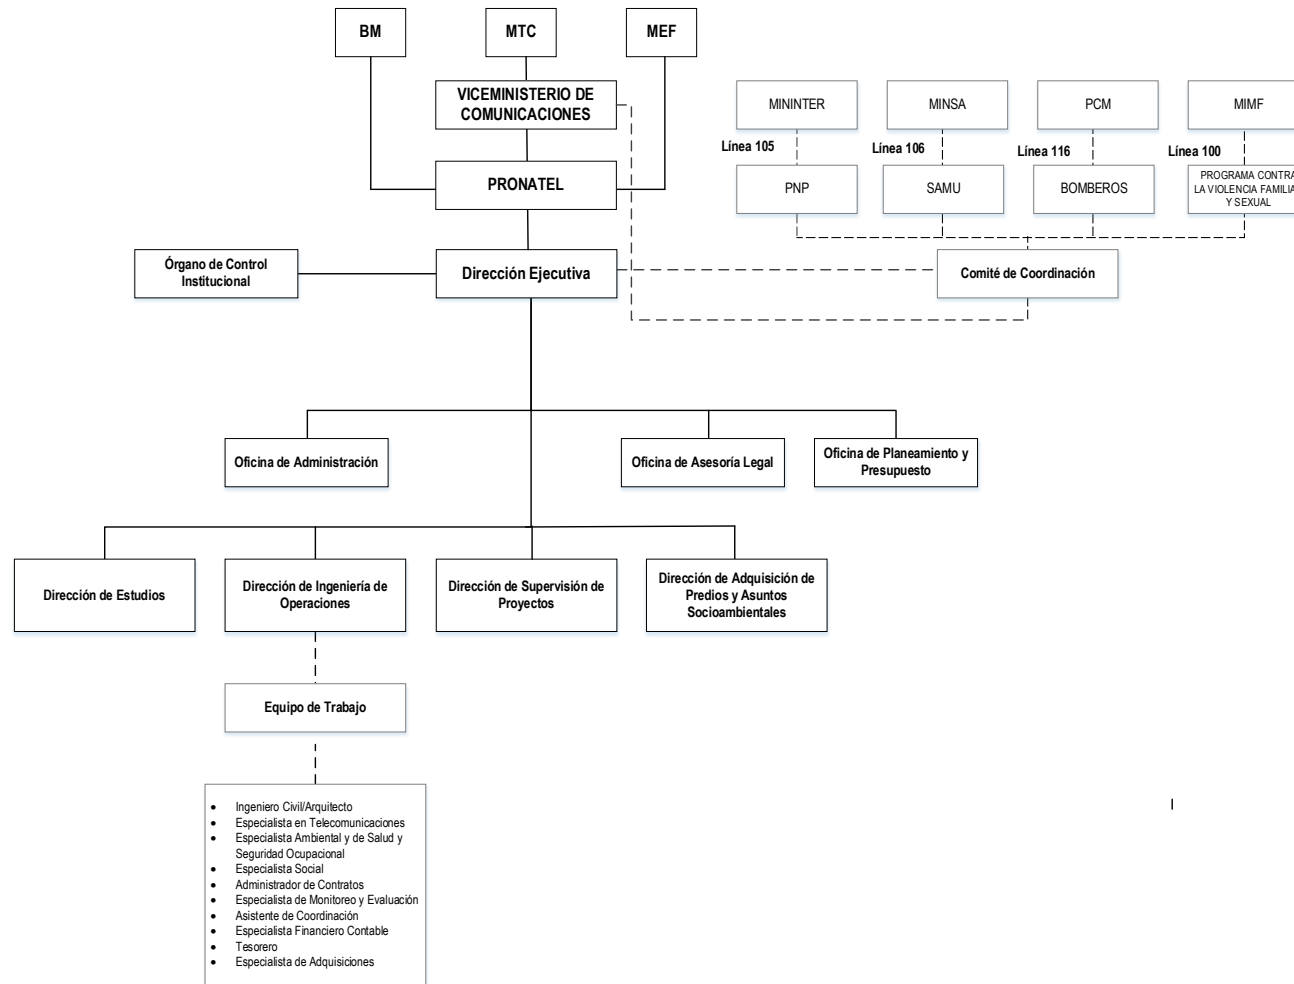 BM
MTC
MEF
VICEMINISTERIO DE
COMUNICACIONES
MININTER
MINSA
PCM
MIMF
Línea 105
Línea 106
Línea 116
Línea 100
PRONATEL
PNP
SAMU
BOMBEROS
PROGRAMA CONTRA
LA VIOLENCIA FAMILIA
Y SEXUAL
Órgano de Control
Institucional
Dirección Ejecutiva
Comité de Coordinación
Oficina de Administración
Oficina de Asesoría Legal
Oficina de Planeamiento y
Presupuesto
Dirección de Estudios
Dirección de Ingeniería de
Operaciones
Dirección de Supervisión de
Proyectos
Dirección de Adquisición de
Predios y Asuntos
Socioambientales
Equipo de Trabajo
• Ingeniero Civil/Arquitecto
• Especialista en Telecomunicaciones
• Especialista Ambiental y de Salud y
Seguridad Ocupacional
• Especialista Social
• Administrador de Contratos
• Especialista de Monitoreo y Evaluación
• Asistente de Coordinación
• Especialista Financiero Contable
• Tesorero
• Especialista de Adquisiciones